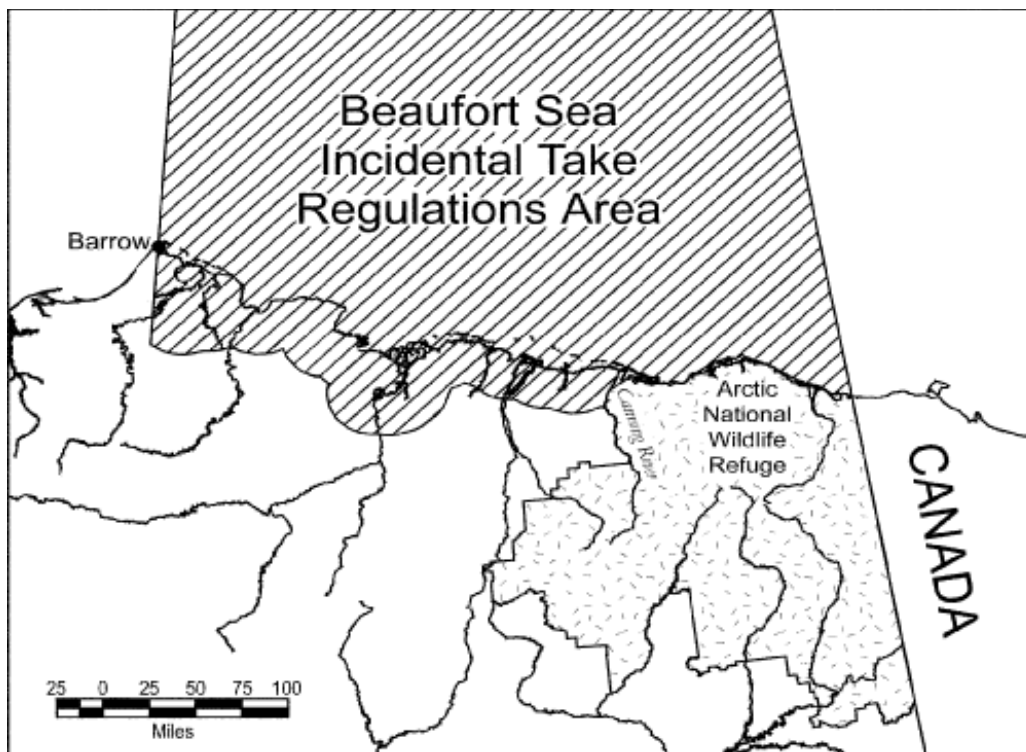 Beaufort Sea
Incidental Take
Regulations Area
Barrow
Arctic
National
Wildlife
Refuge
Canning River
CANADA
25 0 25 50 75 100
Miles